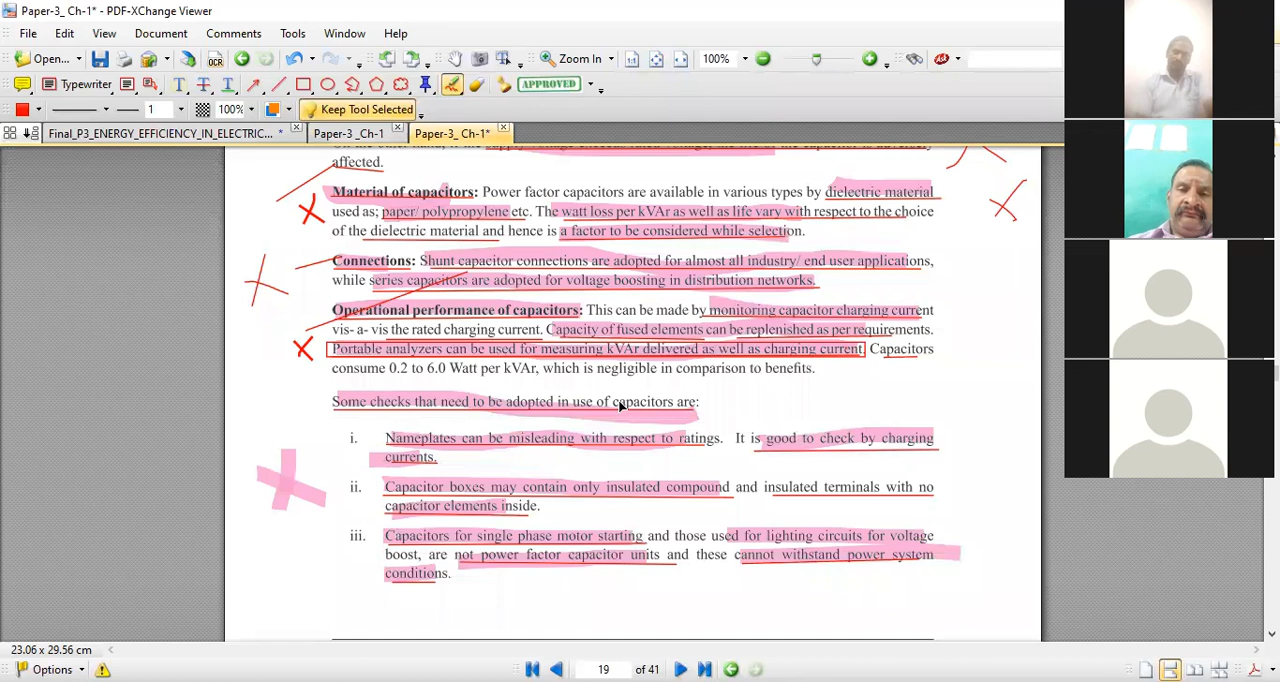 Paper-3_Ch-1* - PDF-XChange Viewer
File Edit View Document Comments Tools Window Help
Open... OCR Zoom In 100%
Typewriter APPROVED
1 100% Keep Tool Selected
Final_P3_ENERGY_EFFICIENCY_IN_ELECTRIC... * Paper-3 _Ch-1 Paper-3_ Ch-1*
affected.
Material of capacitors: Power factor capacitors are available in various types by dielectric material
used as; paper/ polypropylene etc. The watt loss per kVAr as well as life vary with respect to the choice
of the dielectric material and hence is a factor to be considered while selection.
Connections: Shunt capacitor connections are adopted for almost all industry/ end user applications,
while series capacitors are adopted for voltage boosting in distribution networks.
Operational performance of capacitors: This can be made by monitoring capacitor charging current
vis- a- vis the rated charging current. Capacity of fused elements can be replenished as per requirements.
Portable analyzers can be used for measuring kVAr delivered as well as charging current. Capacitors
consume 0.2 to 6.0 Watt per kVAr, which is negligible in comparison to benefits.
Some checks that need to be adopted in use of capacitors are:
i. Nameplates can be misleading with respect to ratings. It is good to check by charging
currents.
ii. Capacitor boxes may contain only insulated compound and insulated terminals with no
capacitor elements inside.
iii. Capacitors for single phase motor starting and those used for lighting circuits for voltage
boost, are not power factor capacitor units and these cannot withstand power system
conditions.
23.06 x 29.56 cm
Options 19 of 41